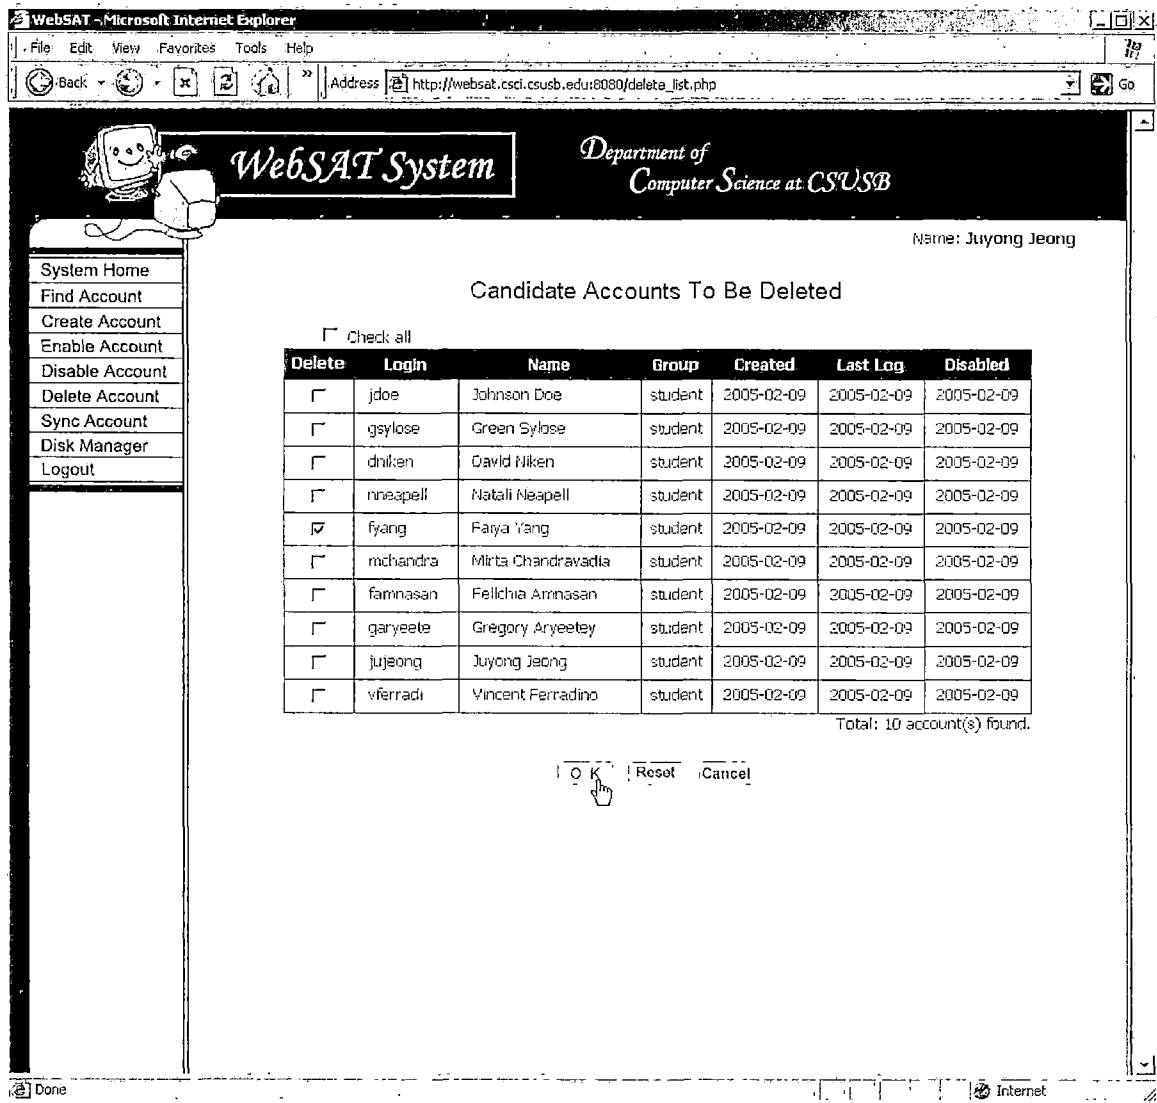 WebSAT - Microsoft Internet Explorer
File Edit View Favorites Tools Help
Back » Address http://websat.csci.csusb.edu:8080/delete_list.php Go
WebSAT System
Department of
Computer Science at CSUSB
Name: Juyong Jeong
System Home
Find Account
Create Account
Enable Account
Disable Account
Delete Account
Sync Account
Disk Manager
Logout
Candidate Accounts To Be Deleted
Check all
Delete Login Name Group Created Last Log Disabled
jdoe Johnson Doe student 2005-02-09 2005-02-09 2005-02-09
gsylose Green Sylose student 2005-02-09 2005-02-09 2005-02-09
dniken David Niken student 2005-02-09 2005-02-09 2005-02-09
nneapell Natali Neapell student 2005-02-09 2005-02-09 2005-02-09
fyang Faiya Yang student 2005-02-09 2005-02-09 2005-02-09
mchandra Mirta Chandravadia student 2005-02-09 2005-02-09 2005-02-09
famnasan Felichia Amnasan student 2005-02-09 2005-02-09 2005-02-09
garyeete Gregory Aryeetey student 2005-02-09 2005-02-09 2005-02-09
jujeong Juyong Jeong student 2005-02-09 2005-02-09 2005-02-09
vferradi Vincent Ferradino student 2005-02-09 2005-02-09 2005-02-09
Total: 10 account(s) found.
O K Reset Cancel
Done Internet